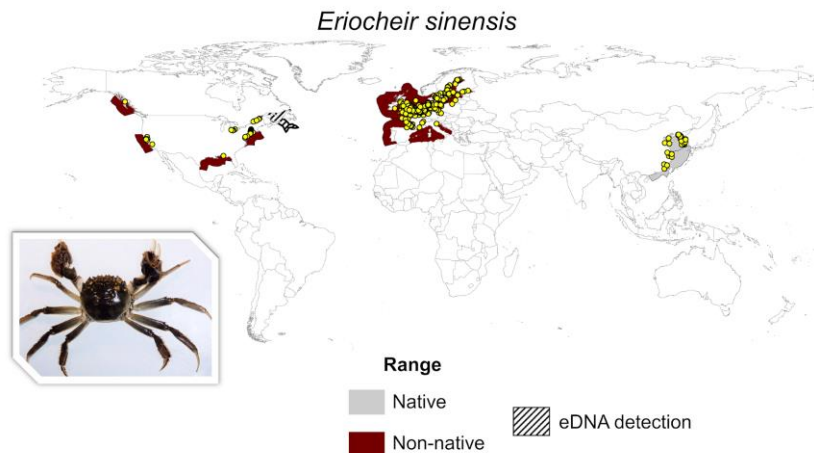 Eriocheir sinensis
Range
Native
Non-native
eDNA detection